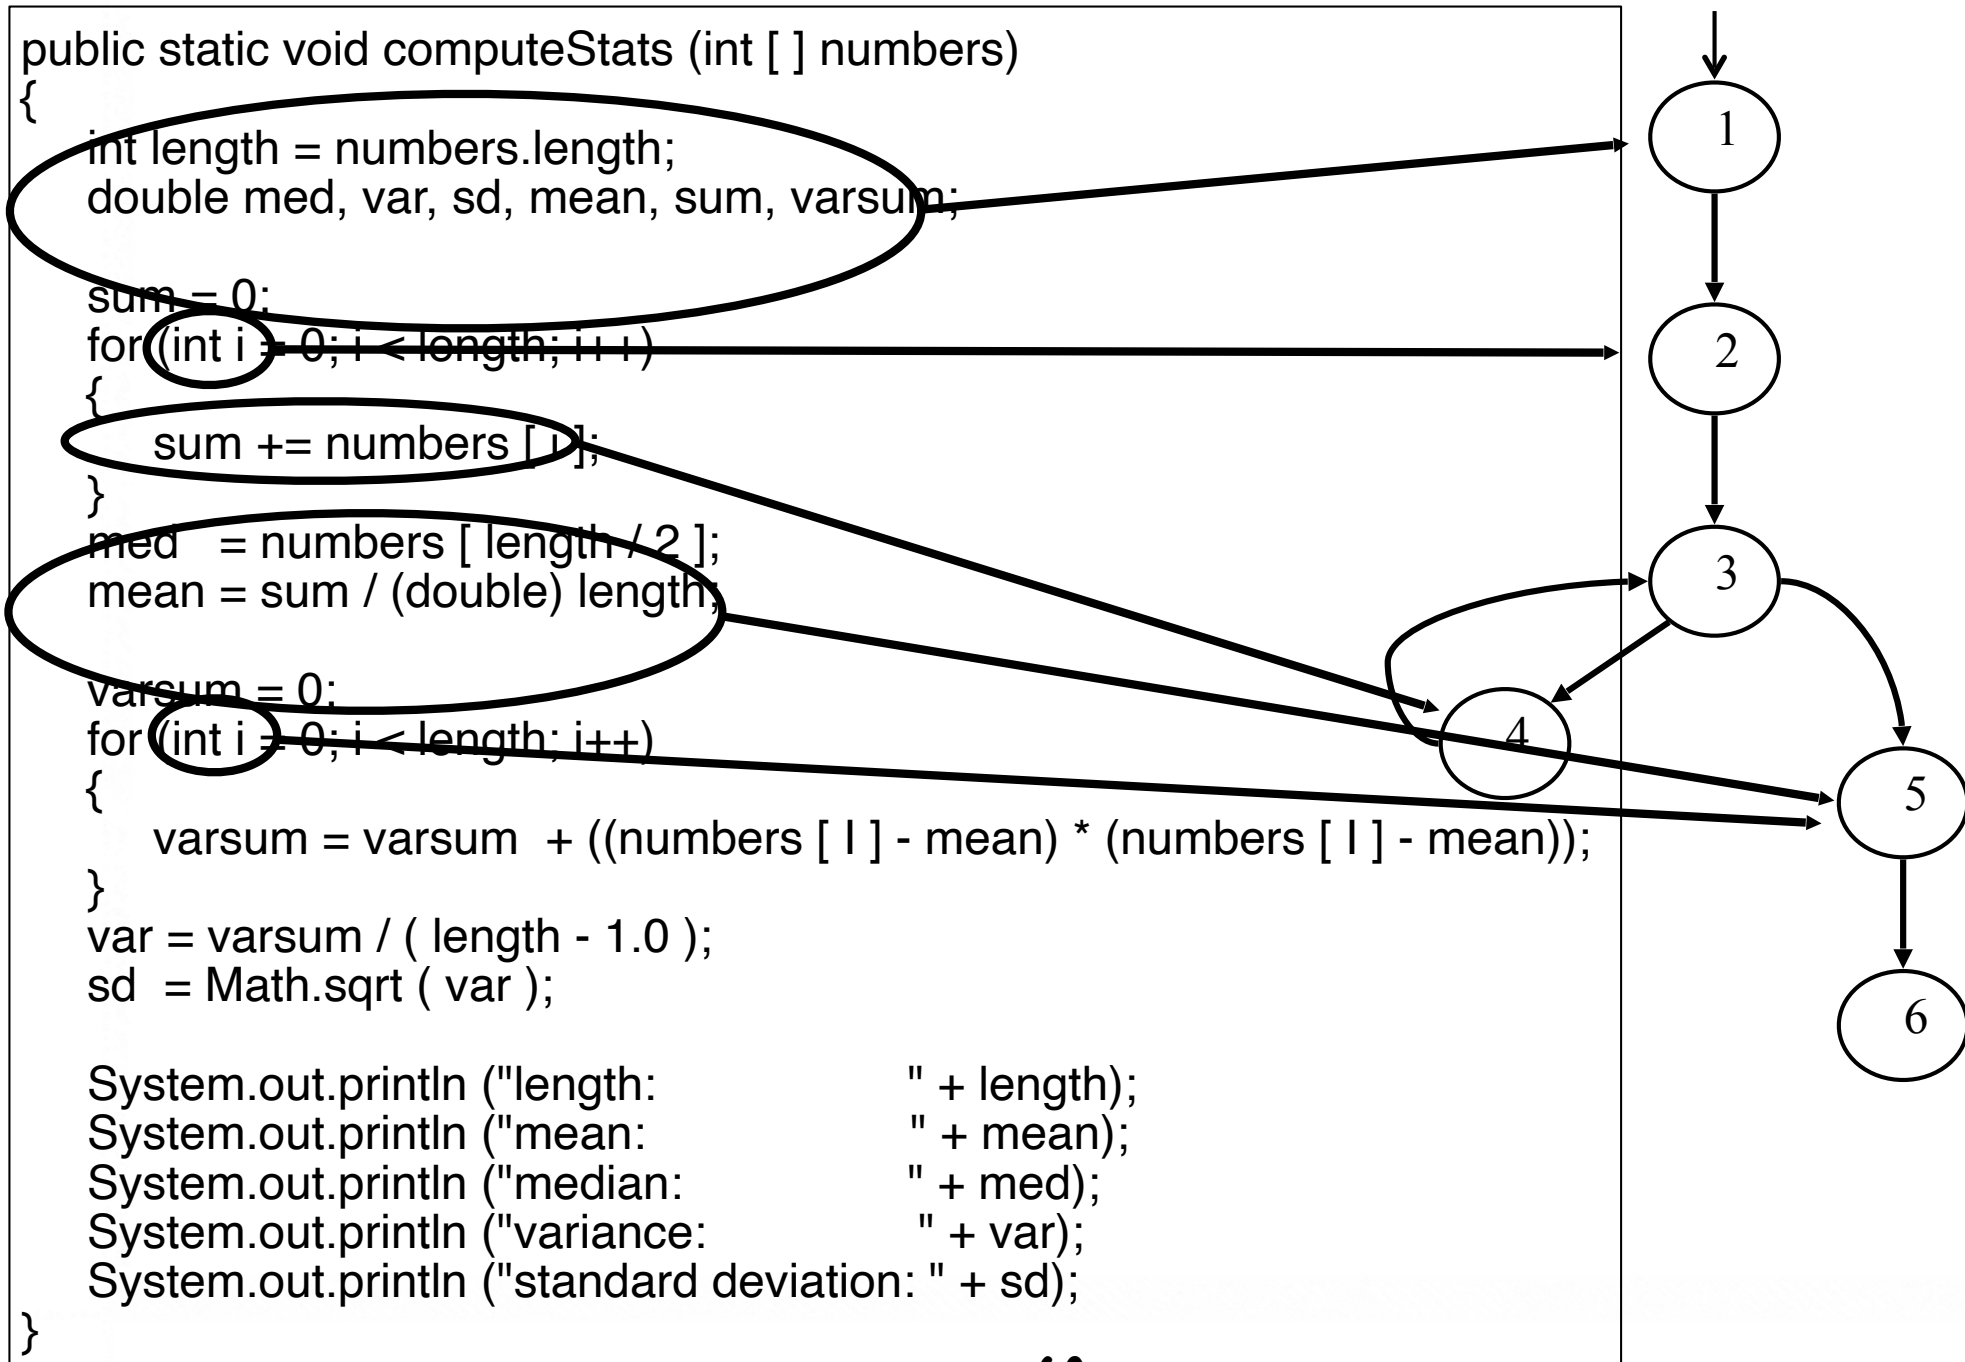 public static void computeStats (int [ ] numbers)
{
int length = numbers.length;
double med, var, sd, mean, sum, varsum;
sum = 0;
for (int i = 0; i < length; i++)
{
sum += numbers [ i ];
}
med = numbers [ length / 2 ];
mean = sum / (double) length;
varsum = 0;
for (int i = 0; i < length; i++)
{
varsum = varsum + ((numbers [ I ] - mean) * (numbers [ I ] - mean));
}
var = varsum / ( length - 1.0 );
sd = Math.sqrt ( var );
System.out.println ("length: " + length);
System.out.println ("mean: " + mean);
System.out.println ("median: " + med);
System.out.println ("variance: " + var);
System.out.println ("standard deviation: " + sd);
}
1
2
3
4
5
6